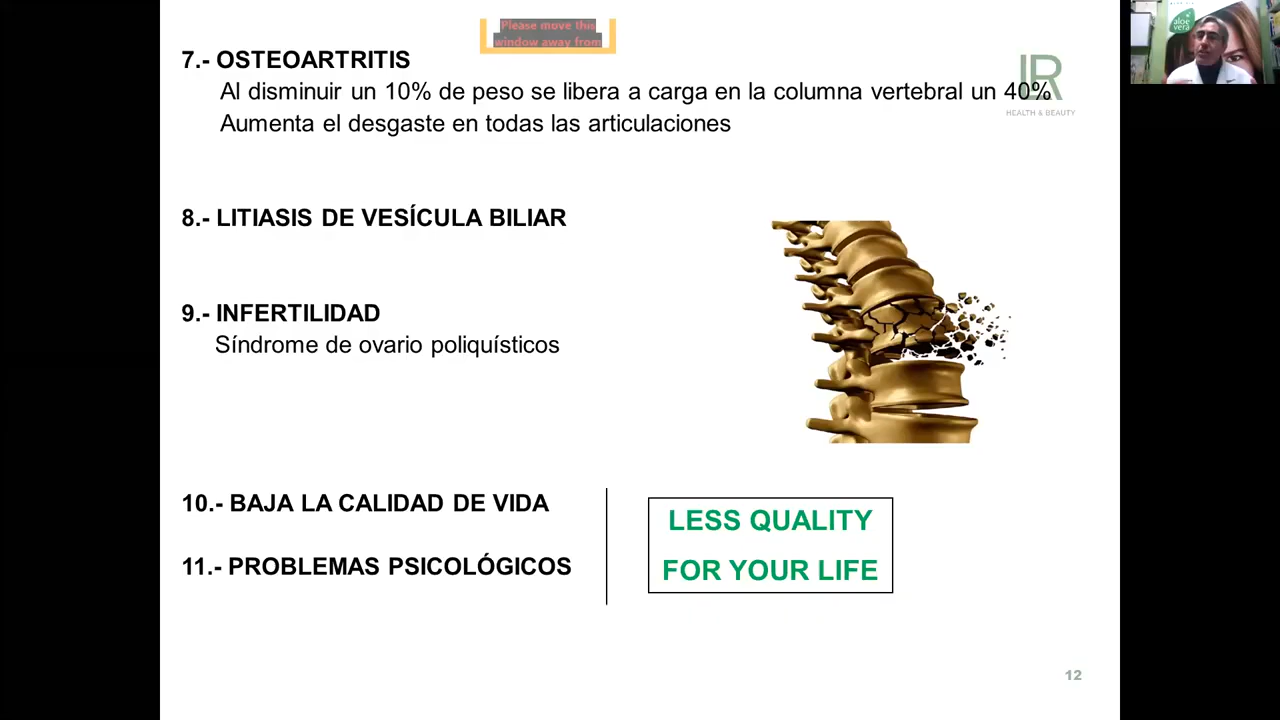 Please move this
window away from
7.- OSTEOARTRITIS
Al disminuir un 10% de peso se libera a carga en la columna vertebral un 40%
Aumenta el desgaste en todas las articulaciones
LR
HEALTH & BEAUTY
aloe
vera
8.- LITIASIS DE VESÍCULA BILIAR
9.- INFERTILIDAD
Síndrome de ovario poliquísticos
10.- BAJA LA CALIDAD DE VIDA
11.- PROBLEMAS PSICOLÓGICOS
LESS QUALITY
FOR YOUR LIFE
12